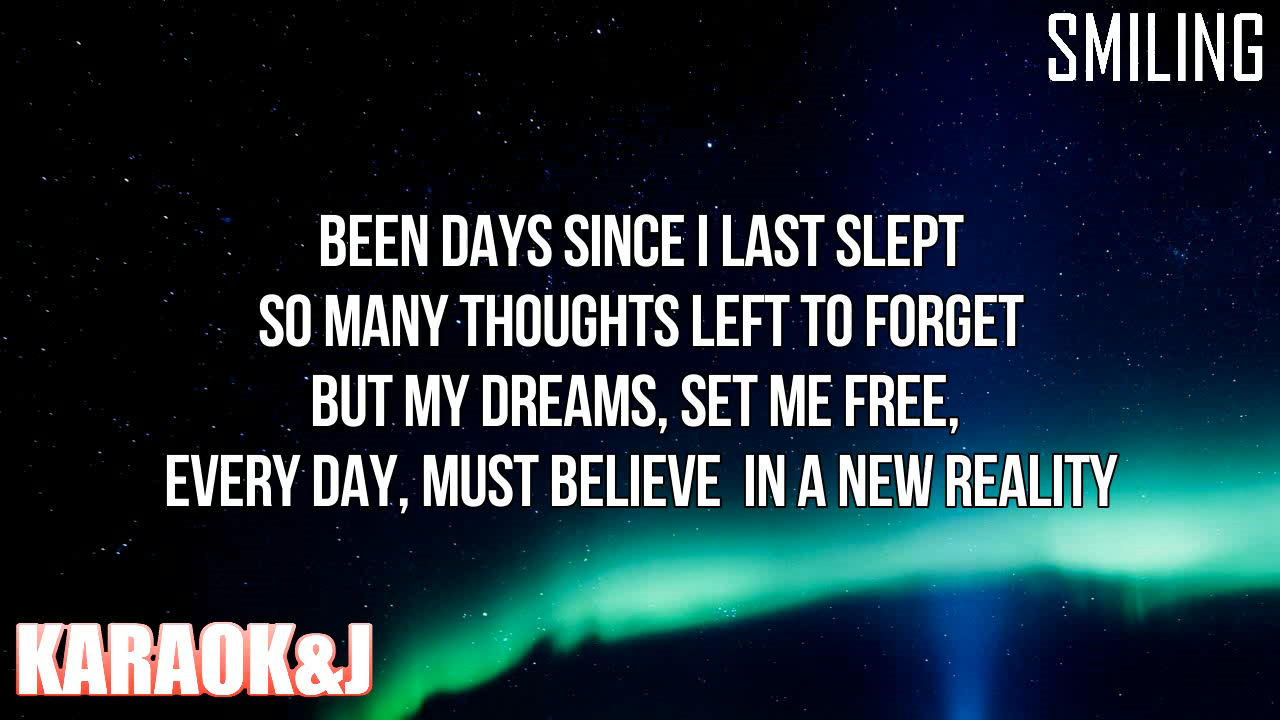 SMILING
BEEN DAYS SINCE I LAST SLEPT
SO MANY THOUGHTS LEFT TO FORGET
BUT MY DREAMS, SET ME FREE,
EVERY DAY, MUST BELIEVE IN A NEW REALITY
KARAOK&J